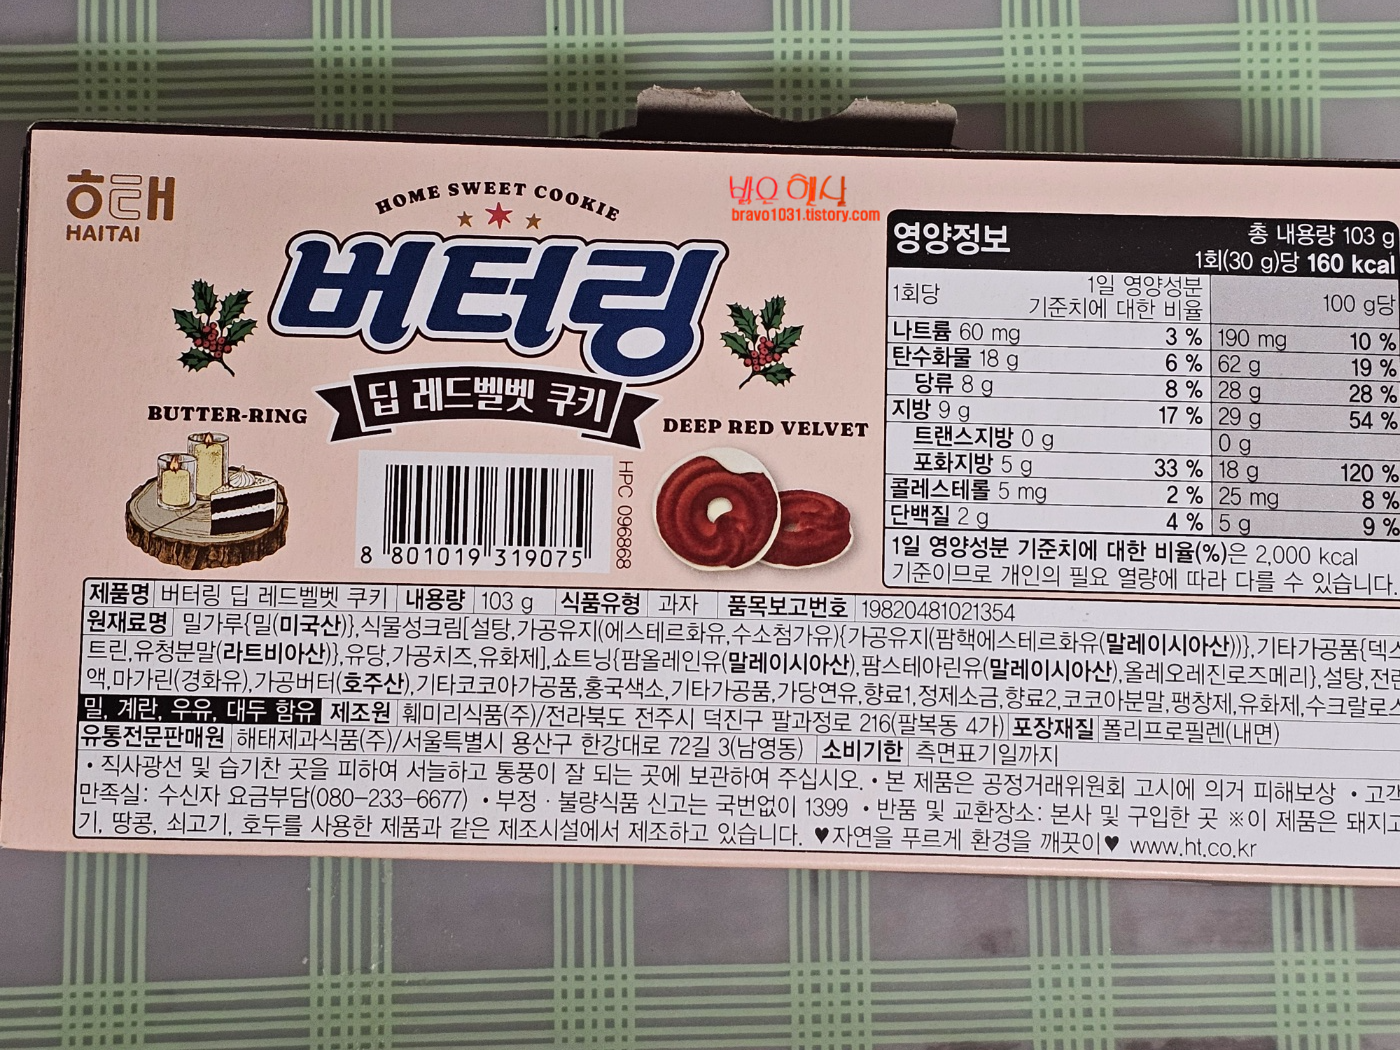 해태
HAITAI
HOME SWEET COOKIE
버터링
딥 레드벨벳 쿠키
BUTTER-RING
DEEP RED VELVET
bravo1031.tistory.com
HPC 096868
8 801019 319075
영양정보
총 내용량 103 g
1회(30 g)당 160 kcal
1회당 1일 영양성분 기준치에 대한 비율 100 g당
나트륨 60 mg 3 % 190 mg 10 %
탄수화물 18 g 6 % 62 g 19 %
당류 8 g 8 % 28 g 28 %
지방 9 g 17 % 29 g 54 %
트랜스지방 0 g 0 g
포화지방 5 g 33 % 18 g 120 %
콜레스테롤 5 mg 2 % 25 mg 8 %
단백질 2 g 4 % 5 g 9 %
1일 영양성분 기준치에 대한 비율(%)은 2,000 kcal
기준이므로 개인의 필요 열량에 따라 다를 수 있습니다.
제품명 버터링 딥 레드벨벳 쿠키 내용량 103 g 식품유형 과자 품목보고번호 19820481021354
원재료명 밀가루{밀(미국산)},식물성크림[설탕,가공유지(에스테르화유,수소첨가유){가공유지(팜핵에스테르화유(말레이시아산))},기타가공품{덱스
트린,유청분말(라트비아산)},유당,가공치즈,유화제],쇼트닝{팜올레인유(말레이시아산),팜스테아린유(말레이시아산),올레오레진로즈메리},설탕,전란
액,마가린(경화유),가공버터(호주산),기타코코아가공품,홍국색소,기타가공품,가당연유,향료1,정제소금,향료2,코코아분말,팽창제,유화제,수크랄로스
밀, 계란, 우유, 대두 함유 제조원 훼미리식품(주)/전라북도 전주시 덕진구 팔과정로 216(팔복동 4가) 포장재질 폴리프로필렌(내면)
유통전문판매원 해태제과식품(주)/서울특별시 용산구 한강대로 72길 3(남영동) 소비기한 측면표기일까지
• 직사광선 및 습기찬 곳을 피하여 서늘하고 통풍이 잘 되는 곳에 보관하여 주십시오. • 본 제품은 공정거래위원회 고시에 의거 피해보상 • 고객
만족실: 수신자 요금부담(080-233-6677) • 부정 · 불량식품 신고는 국번없이 1399 • 반품 및 교환장소: 본사 및 구입한 곳 ※이 제품은 돼지고
기, 땅콩, 쇠고기, 호두를 사용한 제품과 같은 제조시설에서 제조하고 있습니다. ♥자연을 푸르게 환경을 깨끗이♥ www.ht.co.kr